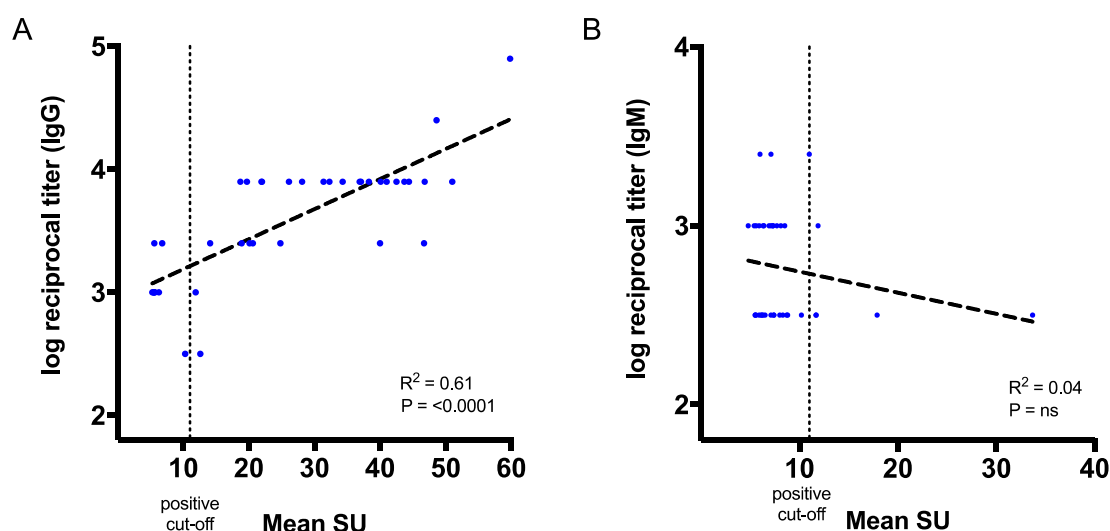 A
log reciprocal titer (IgG)
5
4
3
2
10
20
30
40
50
60
positive
cut-off
Mean SU
R² = 0.61
P = <0.0001
B
log reciprocal titer (IgM)
4
3
2
10
20
30
40
positive
cut-off
Mean SU
R² = 0.04
P = ns